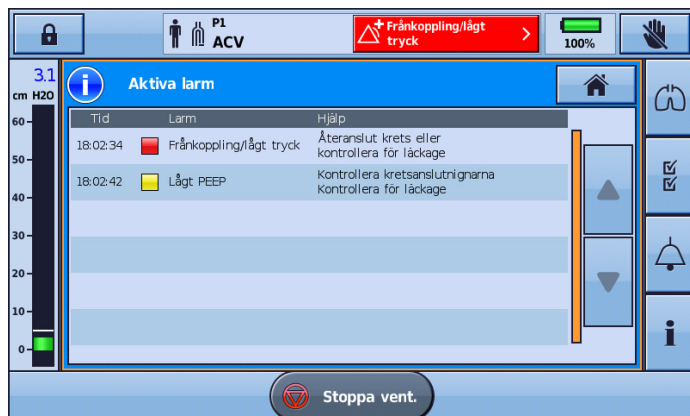 P1
ACV
Frånkoppling/lågt
tryck
100%
3.1
cm H2O
Aktiva larm
Tid Larm Hjälp
18:02:34 Frånkoppling/lågt tryck Återanslut krets eller
kontrollera för läckage
18:02:42 Lågt PEEP Kontrollera kretsanslutnignarna
Kontrollera för läckage
60
50
40
30
20
10
0
Stoppa vent.